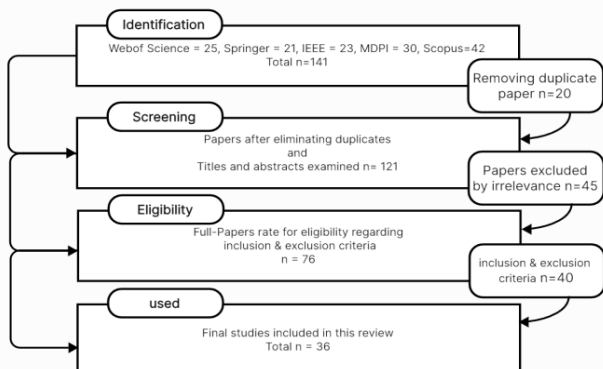 Identification
Webof Science = 25, Springer = 21, IEEE = 23, MDPI = 30, Scopus=42
Total n=141
Removing duplicate
paper n=20
Screening
Papers after eliminating duplicates
and
Titles and abstracts examined n= 121
Papers excluded
by irrelevance n=45
Eligibility
Full-Papers rate for eligibility regarding
inclusion & exclusion criteria
n = 76
inclusion & exclusion
criteria n=40
used
Final studies included in this review
Total n = 36